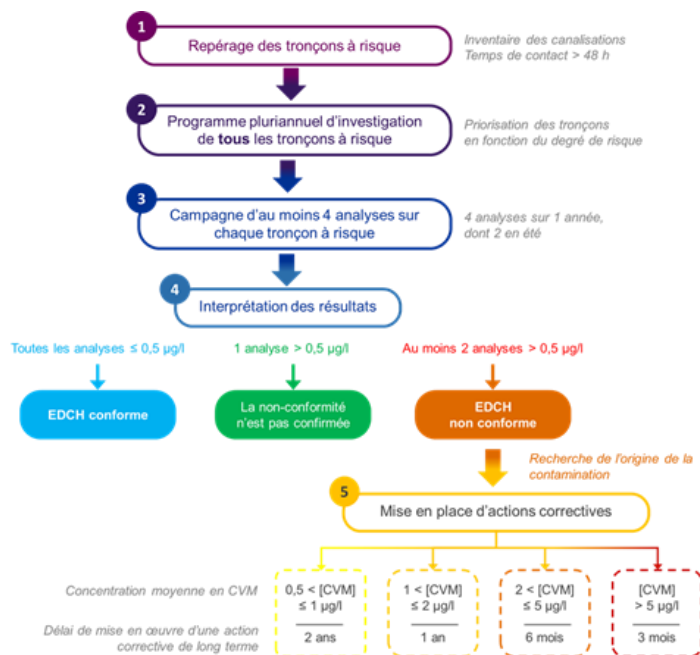 1
Repérage des tronçons à risque
Inventaire des canalisations
Temps de contact > 48 h
2
Programme pluriannuel d'investigation
de tous les tronçons à risque
Priorisation des tronçons
en fonction du degré de risque
3
Campagne d'au moins 4 analyses sur
chaque tronçon à risque
4 analyses sur 1 année,
dont 2 en été
4
Interprétation des résultats
Toutes les analyses ≤ 0,5 µg/l
1 analyse > 0,5 µg/l
Au moins 2 analyses > 0,5 µg/l
EDCH conforme
La non-conformité
n'est pas confirmée
EDCH
non conforme
Recherche de l'origine de la
contamination
5
Mise en place d'actions correctives
Concentration moyenne en CVM
0,5 < [CVM]
≤ 1 µg/l
1 < [CVM]
≤ 2 µg/l
2 < [CVM]
≤ 5 µg/l
[CVM]
> 5 µg/l
Délai de mise en œuvre d'une action
corrective de long terme
2 ans
1 an
6 mois
3 mois